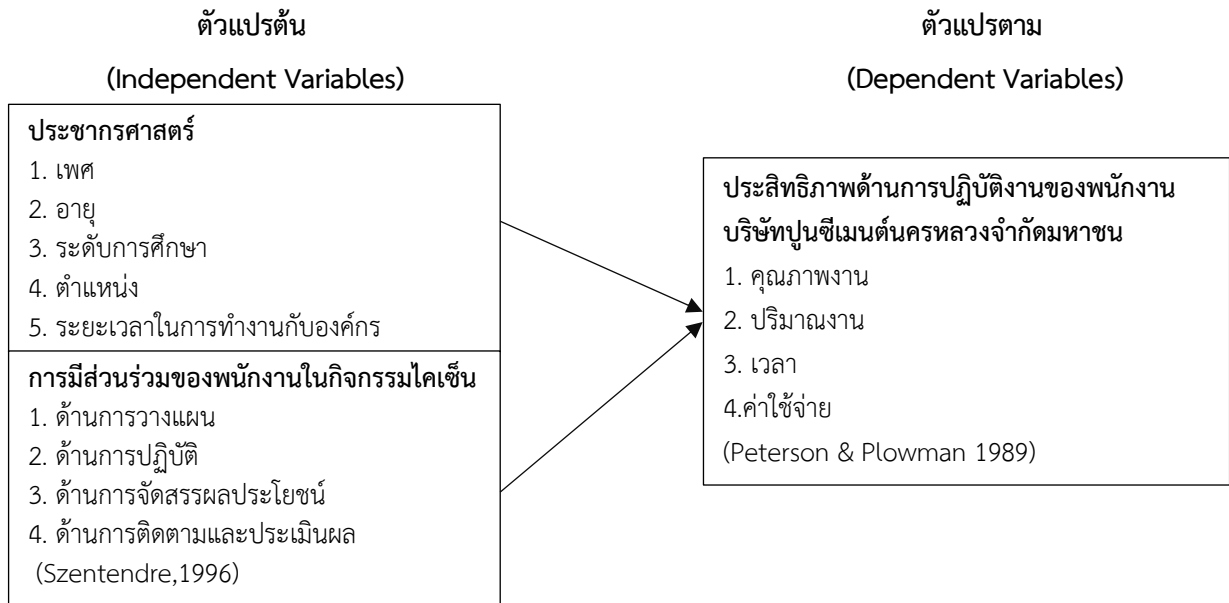 ตัวแปรต้น
(Independent Variables)
ประชากรศาสตร์
1. เพศ
2. อายุ
3. ระดับการศึกษา
4. ตำแหน่ง
5. ระยะเวลาในการทำงานกับองค์กร
การมีส่วนร่วมของพนักงานในกิจกรรมไคเซ็น
1. ด้านการวางแผน
2. ด้านการปฏิบัติ
3. ด้านการจัดสรรผลประโยชน์
4. ด้านการติดตามและประเมินผล
(Szentendre,1996)
ตัวแปรตาม
(Dependent Variables)
ประสิทธิภาพด้านการปฏิบัติงานของพนักงาน
บริษัทปูนซีเมนต์นครหลวงจำกัดมหาชน
1. คุณภาพงาน
2. ปริมาณงาน
3. เวลา
4.ค่าใช้จ่าย
(Peterson & Plowman 1989)